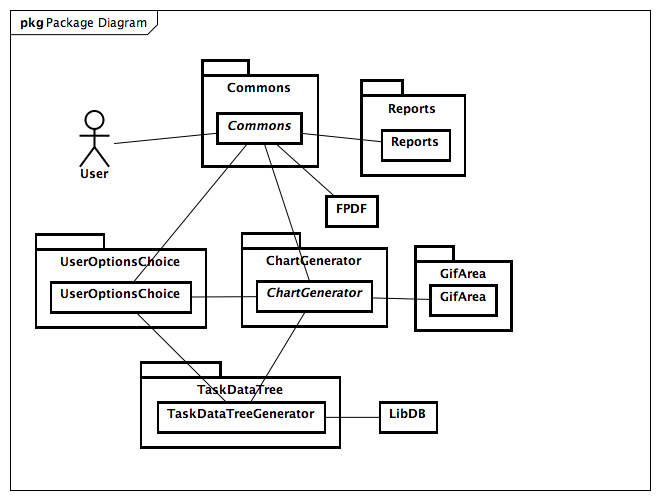 pkg Package Diagram
Commons
Commons
Reports
Reports
User
FPDF
UserOptionsChoice
UserOptionsChoice
ChartGenerator
ChartGenerator
GifArea
GifArea
TaskDataTree
TaskDataTreeGenerator
LibDB